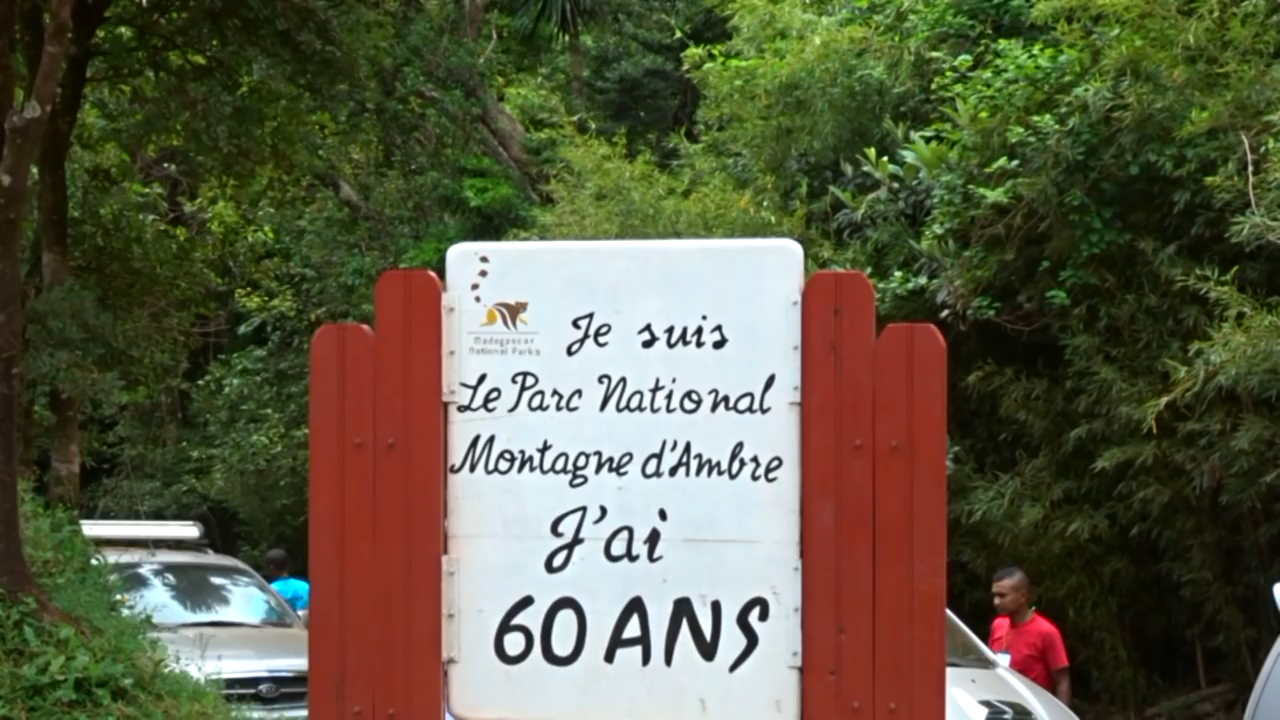 Madagascar
National Parks
Je suis
Le Parc National
Montagne d'Ambre
J'ai
60 ANS